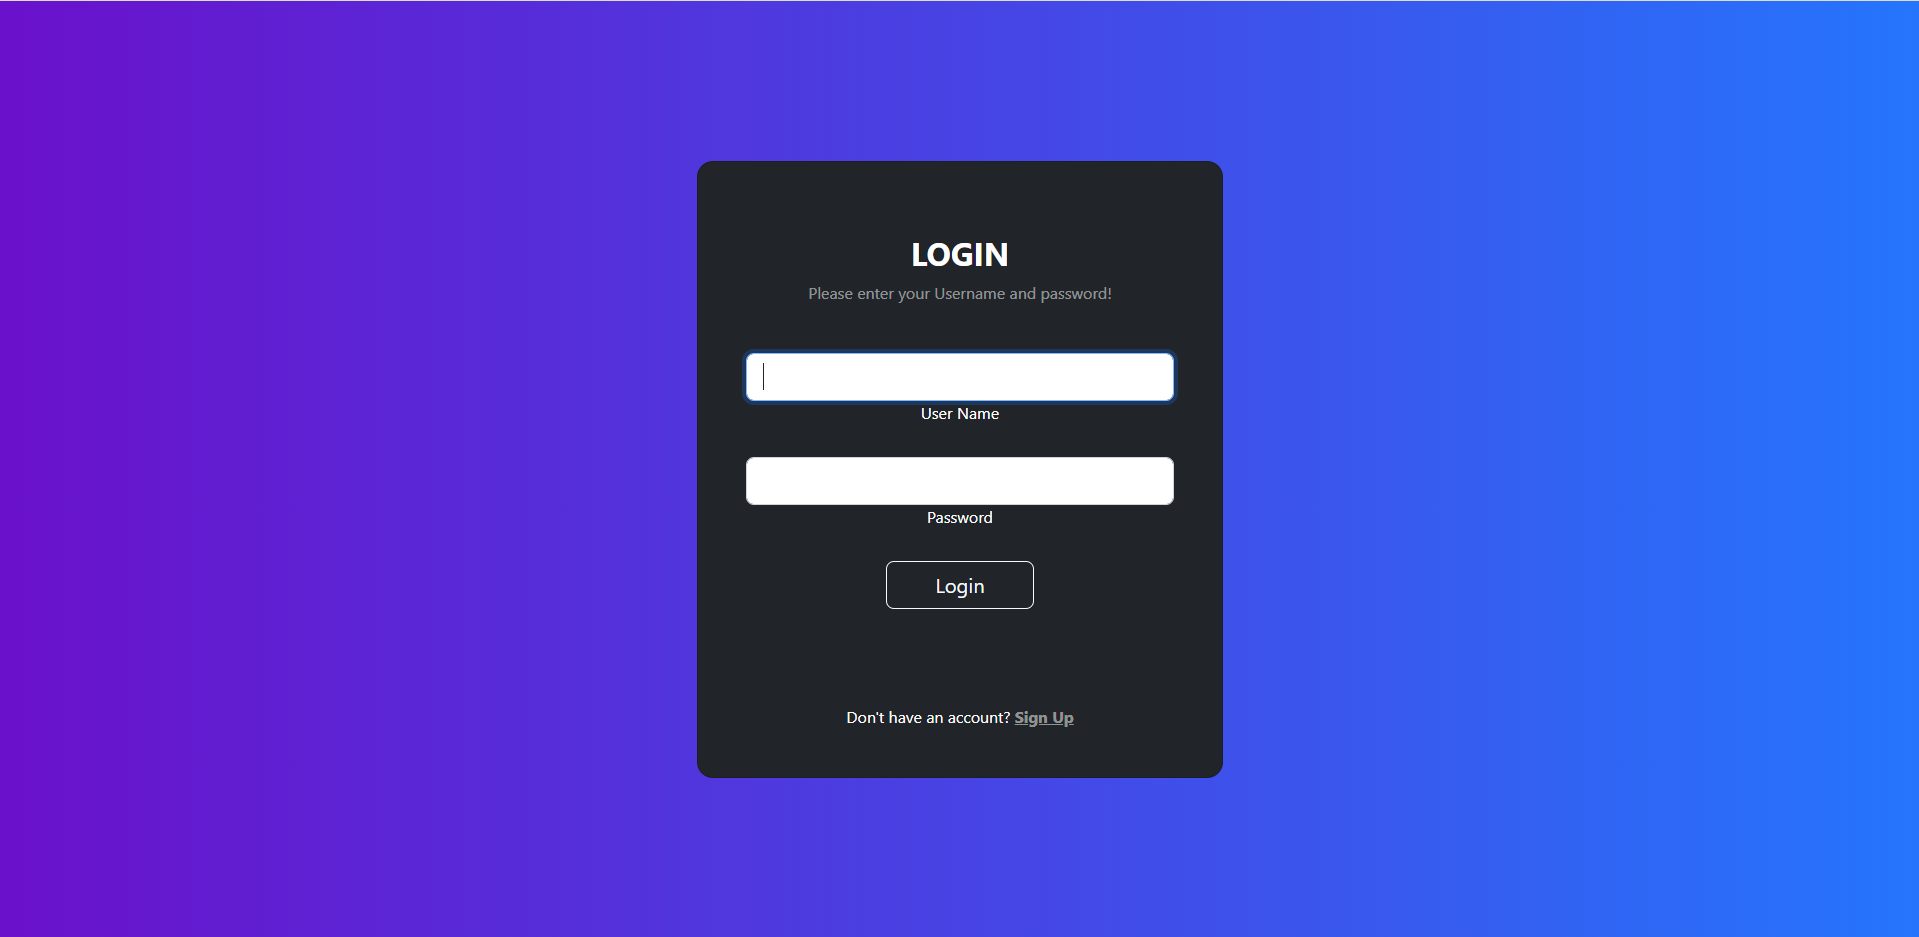 LOGIN
Please enter your Username and password!
User Name
Password
Login
Don't have an account? Sign Up